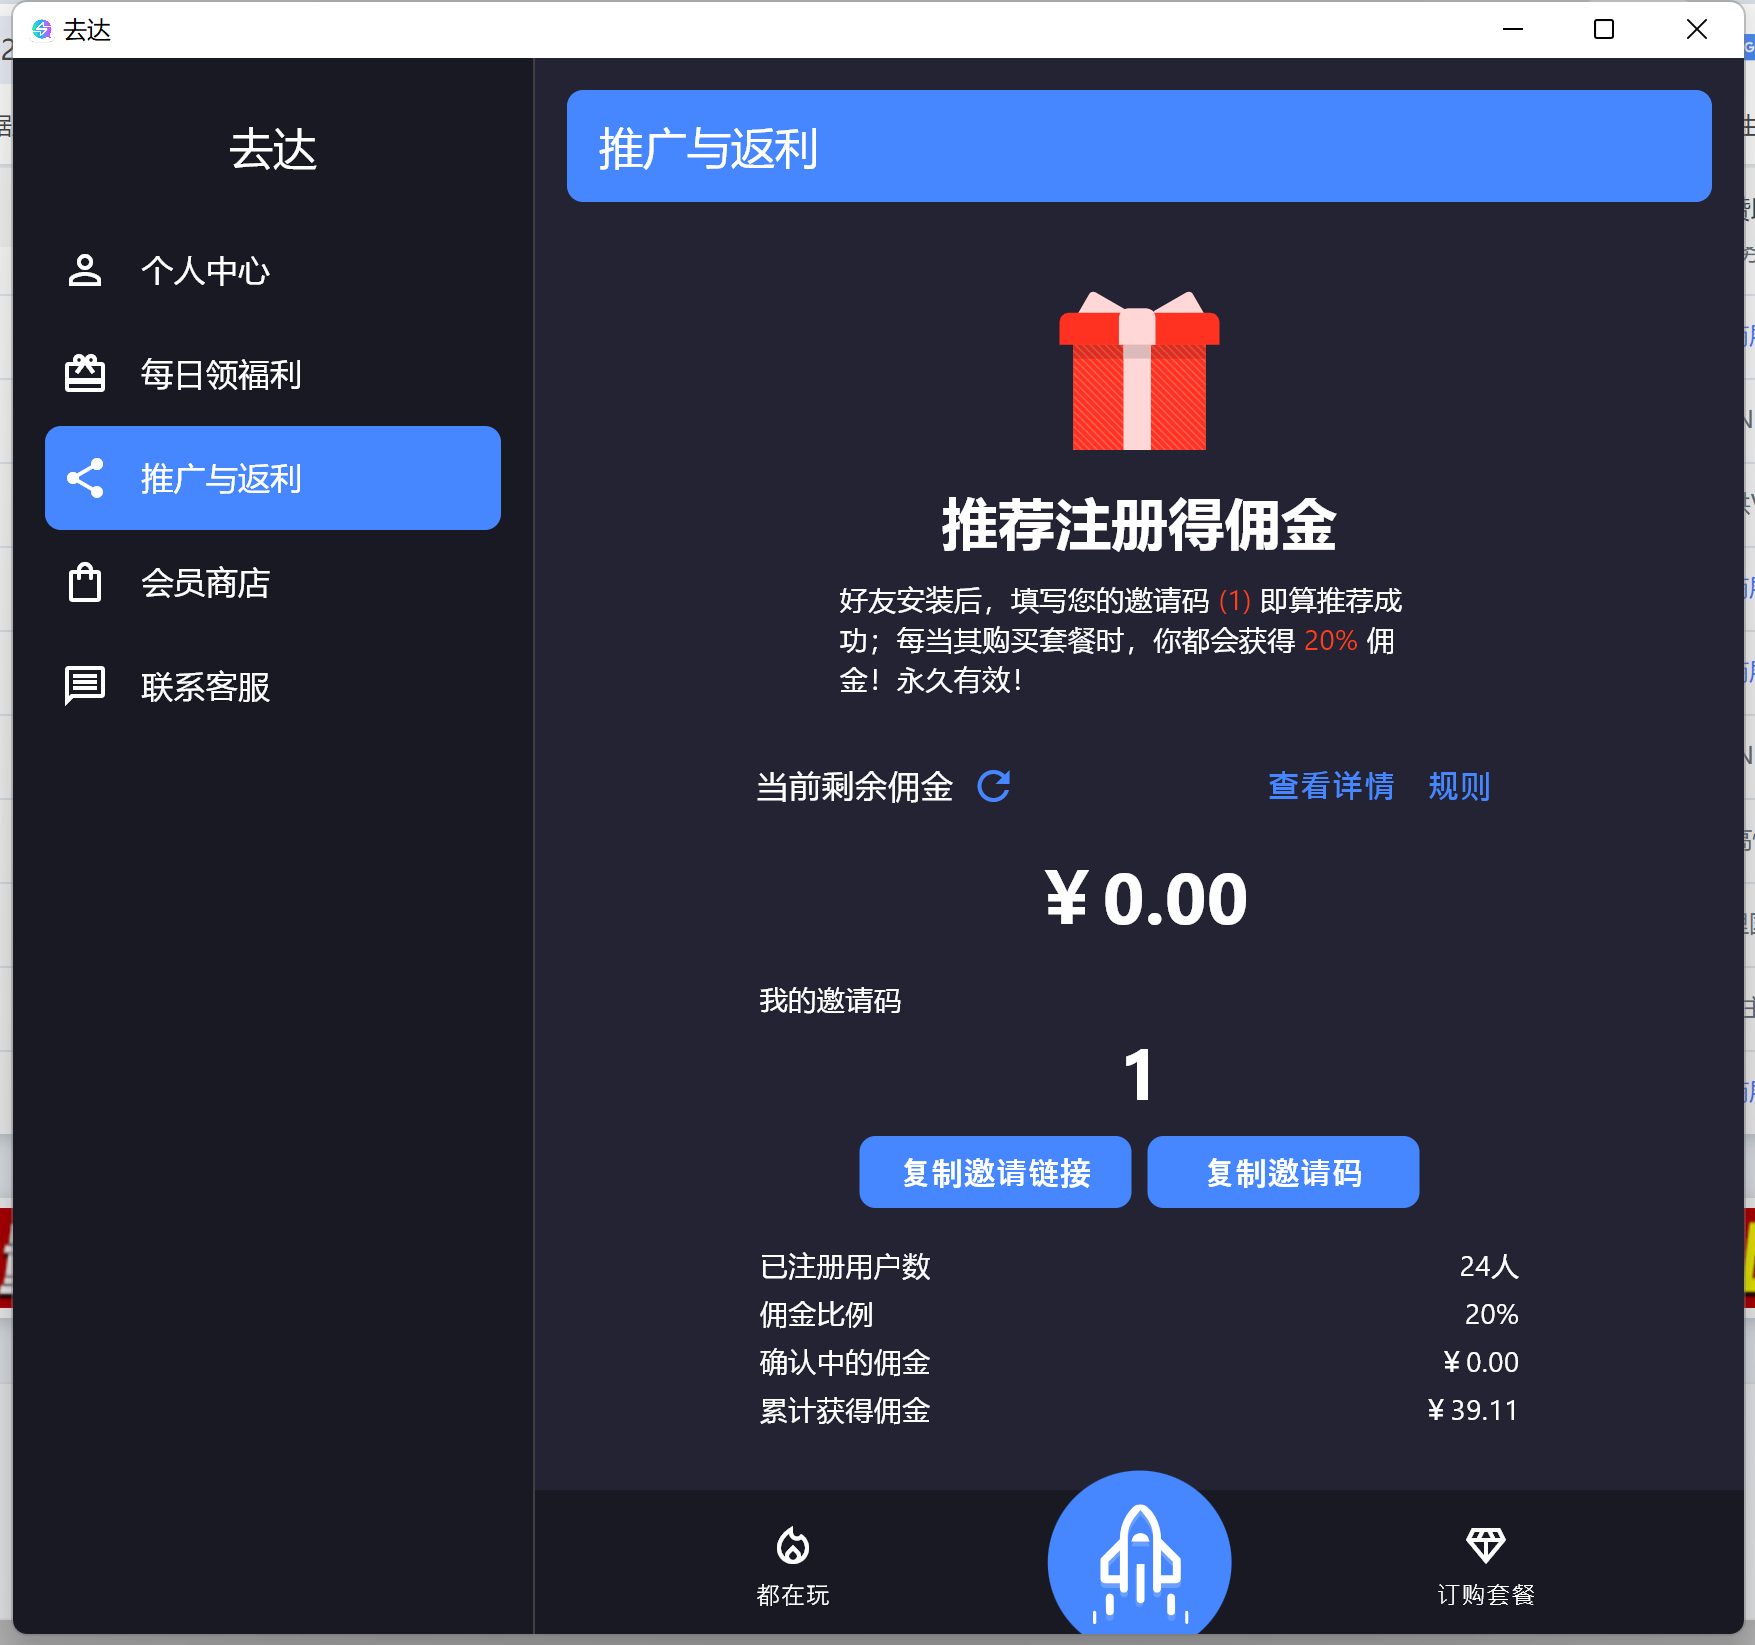 去达
去达
个人中心
每日领福利
推广与返利
会员商店
联系客服
推广与返利
推荐注册得佣金
好友安装后，填写您的邀请码 (1) 即算推荐成
功；每当其购买套餐时，你都会获得 20% 佣
金！永久有效！
当前剩余佣金
查看详情 规则
¥ 0.00
我的邀请码
1
复制邀请链接 复制邀请码
已注册用户数 24人
佣金比例 20%
确认中的佣金 ¥ 0.00
累计获得佣金 ¥ 39.11
都在玩 订购套餐